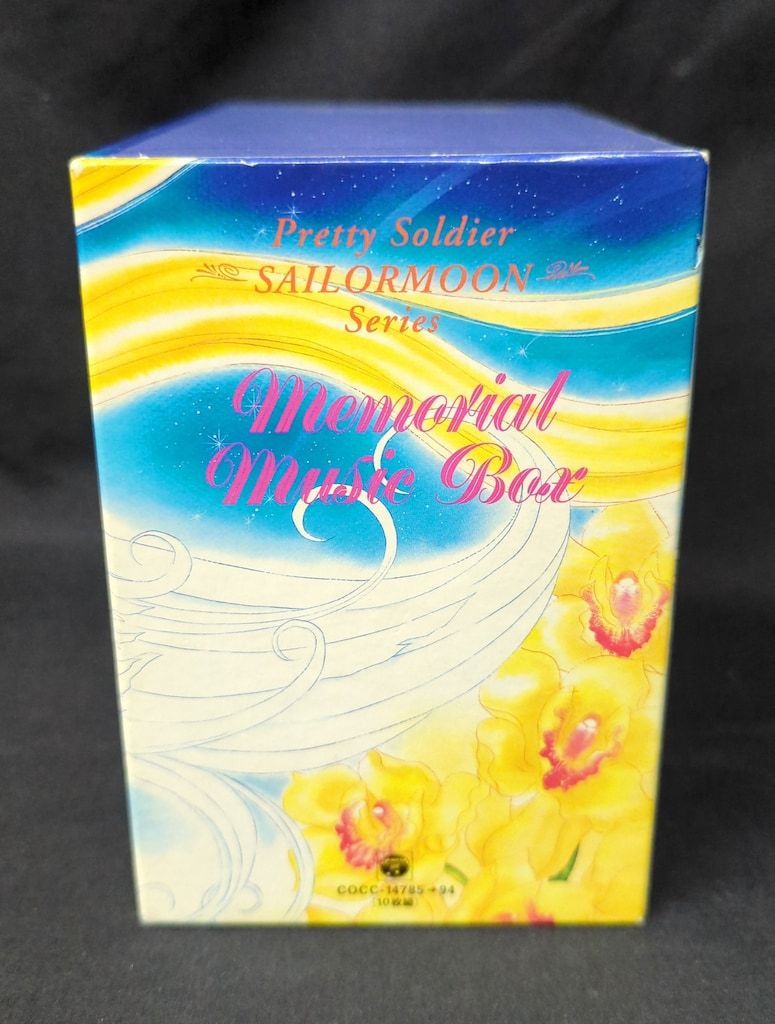 Pretty Soldier
SAILORMOON
Series
Memorial
Music Box
COCC-14785→94
[10枚組]